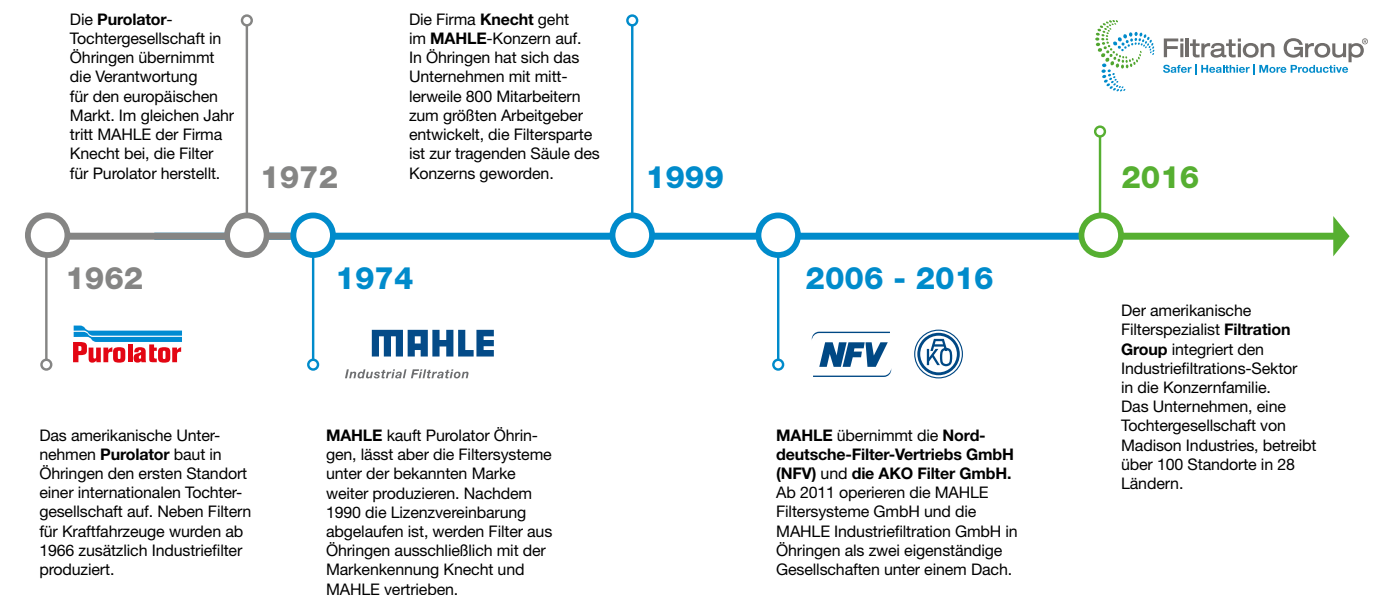 Die Purolator-
Tochtergesellschaft in
Öhringen übernimmt
die Verantwortung
für den europäischen
Markt. Im gleichen Jahr
tritt MAHLE der Firma
Knecht bei, die Filter
für Purolator herstellt.
1972
Die Firma Knecht geht
im MAHLE-Konzern auf.
In Öhringen hat sich das
Unternehmen mit mitt-
lerweile 800 Mitarbeitern
zum größten Arbeitgeber
entwickelt, die Filtersparte
ist zur tragenden Säule des
Konzerns geworden.
1999
Filtration Group®
Safer | Healthier | More Productive
2016
1962
Purolator
Das amerikanische Unter-
nehmen Purolator baut in
Öhringen den ersten Standort
einer internationalen Tochter-
gesellschaft auf. Neben Filtern
für Kraftfahrzeuge wurden ab
1966 zusätzlich Industriefilter
produziert.
1974
MAHLE
Industrial Filtration
MAHLE kauft Purolator Öhrin-
gen, lässt aber die Filtersysteme
unter der bekannten Marke
weiter produzieren. Nachdem
1990 die Lizenzvereinbarung
abgelaufen ist, werden Filter aus
Öhringen ausschließlich mit der
Markenkennung Knecht und
MAHLE vertrieben.
2006 - 2016
NFV
AKO
MAHLE übernimmt die Nord-
deutsche-Filter-Vertriebs GmbH
(NFV) und die AKO Filter GmbH.
Ab 2011 operieren die MAHLE
Filtersysteme GmbH und die
MAHLE Industriefiltration GmbH in
Öhringen als zwei eigenständige
Gesellschaften unter einem Dach.
Der amerikanische
Filterspezialist Filtration
Group integriert den
Industriefiltrations-Sektor
in die Konzernfamilie.
Das Unternehmen, eine
Tochtergesellschaft von
Madison Industries, betreibt
über 100 Standorte in 28
Ländern.